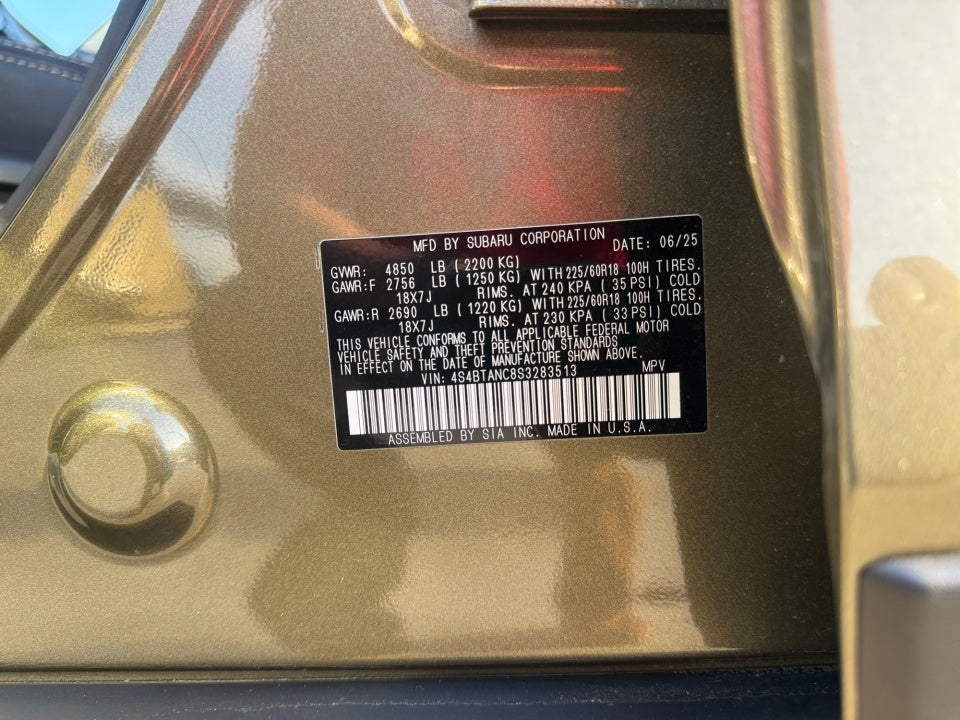 MFD BY SUBARU CORPORATION DATE: 06/25
GVWR: 4850 LB (2200 KG)
GAWR:F 2756 LB (1250 KG) WITH 225/60R18 100H TIRES.
18X7J RIMS. AT 240 KPA (35 PSI) COLD
GAWR:R 2690 LB (1220 KG) WITH 225/60R18 100H TIRES.
18X7J RIMS. AT 230 KPA (33 PSI) COLD
THIS VEHICLE CONFORMS TO ALL APPLICABLE FEDERAL MOTOR
VEHICLE SAFETY AND THEFT PREVENTION STANDARDS
IN EFFECT ON THE DATE OF MANUFACTURE SHOWN ABOVE.
VIN: 4S4BTANC8S3283513 MPV
ASSEMBLED BY SIA INC. MADE IN U.S.A.